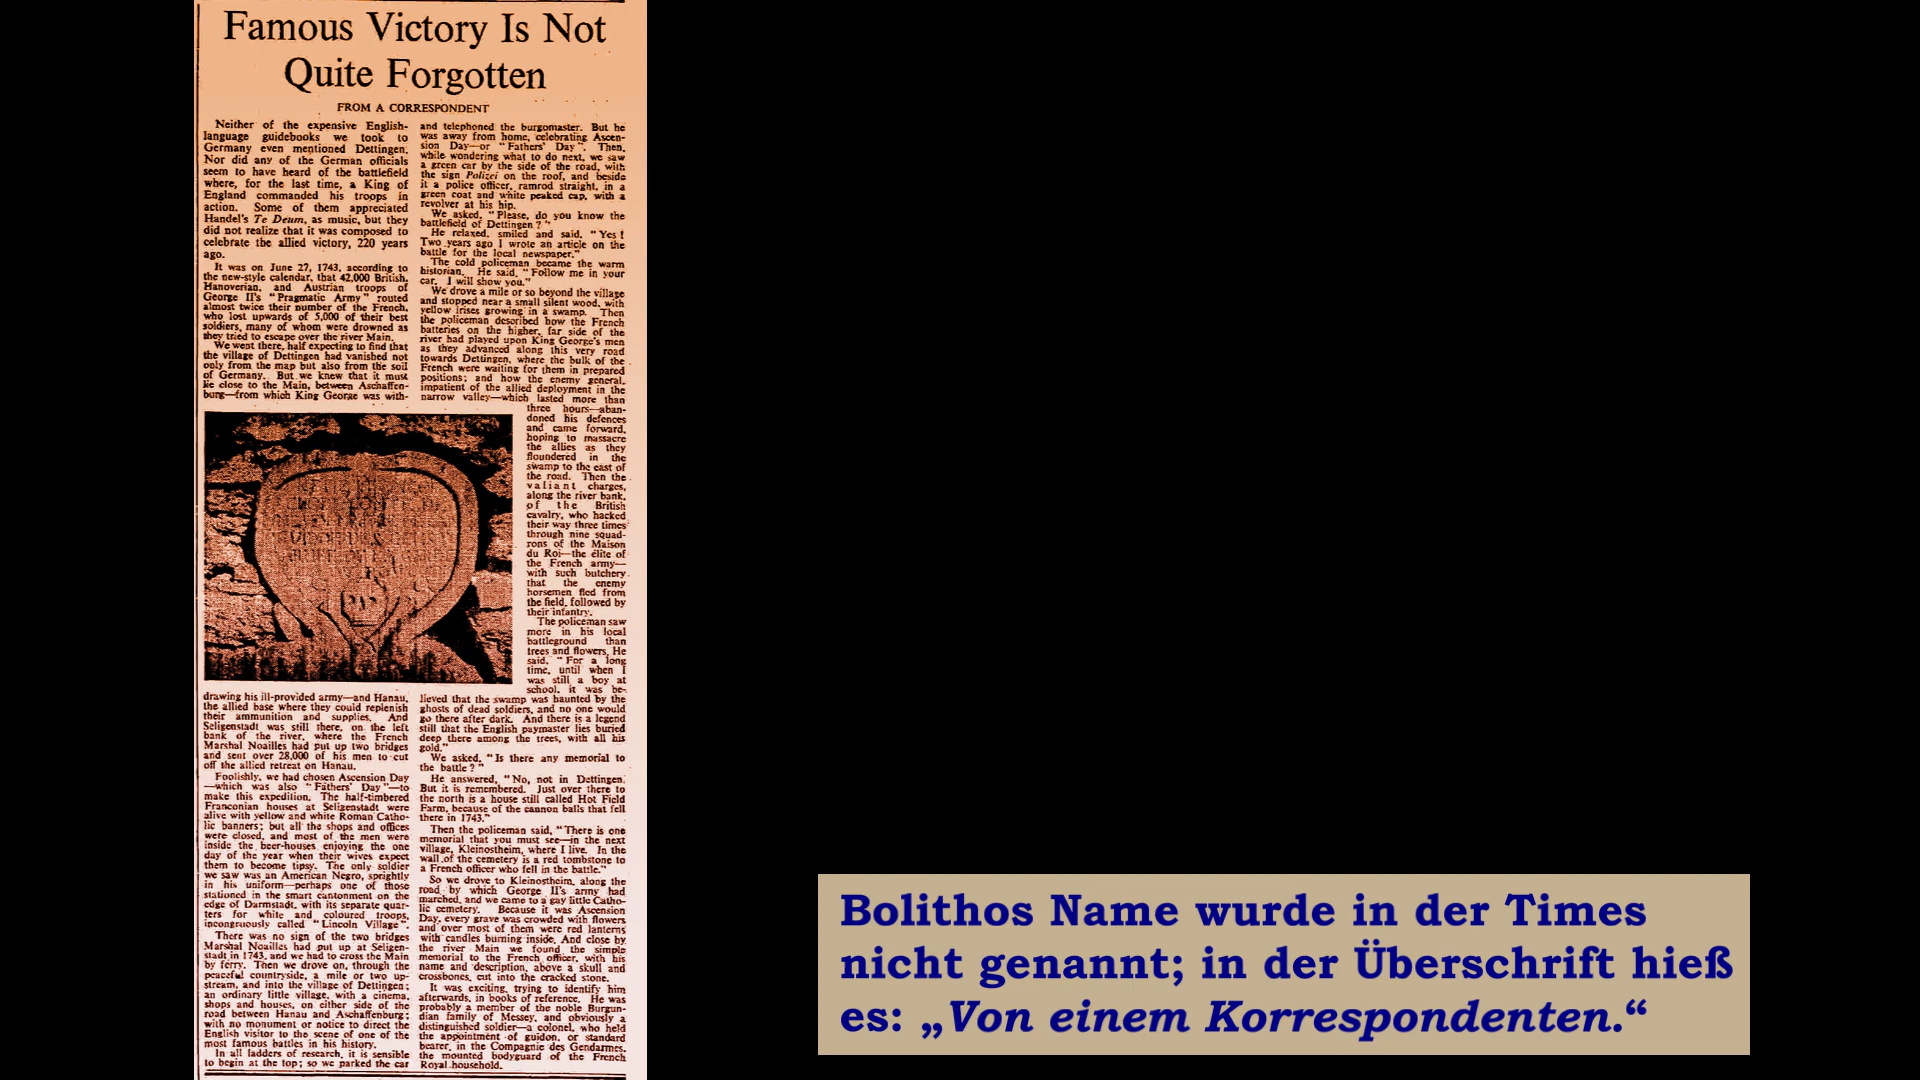 Famous Victory Is Not
Quite Forgotten
FROM A CORRESPONDENT
Neither of the expensive English-
language guidebooks we took to
Germany even mentioned Dettingen.
Nor did any of the German officials
seem to have heard of the battlefield
where, for the last time, a King of
England commanded his troops in
action. Some of them appreciated
Handel's Te Deum, as music, but they
did not realize that it was composed to
celebrate the allied victory, 220 years
ago.
It was on June 27, 1743, according to
the new-style calendar, that 42,000 British,
Hanoverian, and Austrian troops of
George II's "Pragmatic Army" routed
almost twice their number of the French,
who lost upwards of 5,000 of their best
soldiers, many of whom were drowned as
they tried to escape over the river Main.
We went there, half expecting to find that
the village of Dettingen had vanished not
only from the map but also from the soil
of Germany. But we knew that it must
lie close to the Main, between Aschaffen-
burg—from which King George was with-
drawing his ill-provided army—and Hanau,
the allied base where they could replenish
their ammunition and supplies. And
Seligenstadt was still there, on the left
bank of the river, where the French
Marshal Noailles had put up two bridges
and sent over 28,000 of his men to cut
off the allied retreat on Hanau.
Foolishly, we had chosen Ascension Day
—which was also "Fathers' Day"—to
make this expedition. The half-timbered
Franconian houses at Seligenstadt were
alive with yellow and white Roman Catho-
lic banners; but all the shops and offices
were closed, and most of the men were
inside the beer-houses enjoying the one
day of the year when their wives expect
them to become tipsy. The only soldier
we saw was an American Negro, sprightly
in his uniform—perhaps one of those
stationed in the smart cantonment on the
edge of Darmstadt, with its separate quar-
ters for white and coloured troops,
incongruously called "Lincoln Village".
There was no sign of the two bridges
Marshal Noailles had put up at Seligen-
stadt in 1743, and we had to cross the Main
by ferry. Then we drove on, through the
peaceful countryside, a mile or two up-
stream, and into the village of Dettingen;
an ordinary little village, with a cinema,
shops and houses, on either side of the
road between Hanau and Aschaffenburg;
with no monument or notice to direct the
English visitor to the scene of one of the
most famous battles in his history.
In all ladders of research, it is sensible
to begin at the top; so we parked the car
and telephoned the burgomaster. But he
was away from home, celebrating Ascen-
sion Day—or "Fathers' Day". Then,
while wondering what to do next, we saw
a green car by the side of the road, with
the sign Polizei on the roof, and beside
it a police officer, ramrod straight, in a
green coat and white peaked cap, with a
revolver at his hip.
We asked, "Please, do you know the
battlefield of Dettingen?"
He relaxed, smiled and said, "Yes!
Two years ago I wrote an article on the
battle for the local newspaper."
The cold policeman became the warm
historian. He said, "Follow me in your
car. I will show you."
We drove a mile or so beyond the village
and stopped near a small silent wood, with
yellow irises growing in a swamp. Then
the policeman described how the French
batteries on the higher, far side of the
river had played upon King George's men
as they advanced along this very road
towards Dettingen, where the bulk of the
French were waiting for them in prepared
positions; and how the enemy general,
impatient of the allied deployment in the
narrow valley—which lasted more than
three hours—aban-
doned his defences
and came forward,
hoping to massacre
the allies as they
floundered in the
swamp to the east of
the road. Then the
valiant charges,
along the river bank,
of the British
cavalry, who hacked
their way three times
through nine squad-
rons of the Maison
du Roi—the élite of
the French army—
with such butchery
that the enemy
horsemen fled from
the field, followed by
their infantry.
The policeman saw
more in his local
battleground than
trees and flowers. He
said, "For a long
time, until when I
was still a boy at
school, it was be-
lieved that the swamp was haunted by the
ghosts of dead soldiers, and no one would
go there after dark. And there is a legend
still that the English paymaster lies buried
deep there among the trees, with all his
gold."
We asked, "Is there any memorial to
the battle?"
He answered, "No, not in Dettingen.
But it is remembered. Just over there to
the north is a house still called Hot Field
Farm, because of the cannon balls that fell
there in 1743."
Then the policeman said, "There is one
memorial that you must see—in the next
village, Kleinostheim, where I live. In the
wall of the cemetery is a red tombstone to
a French officer who fell in the battle."
So we drove to Kleinostheim, along the
road by which George II's army had
marched, and we came to a gay little Catho-
lic cemetery. Because it was Ascension
Day, every grave was crowded with flowers
and over most of them were red lanterns
with candles burning inside. And close by
the river Main we found the simple
memorial to the French officer, with his
name and description, above a skull and
crossbones, cut into the cracked stone.
It was exciting, trying to identify him
afterwards, in books of reference. He was
probably a member of the noble Burgun-
dian family of Messey, and obviously a
distinguished soldier—a colonel, who held
the appointment of guidon, or standard
bearer, in the Compagnie des Gendarmes,
the mounted bodyguard of the French
Royal household.
Bolithos Name wurde in der Times
nicht genannt; in der Überschrift hieß
es: „Von einem Korrespondenten.“